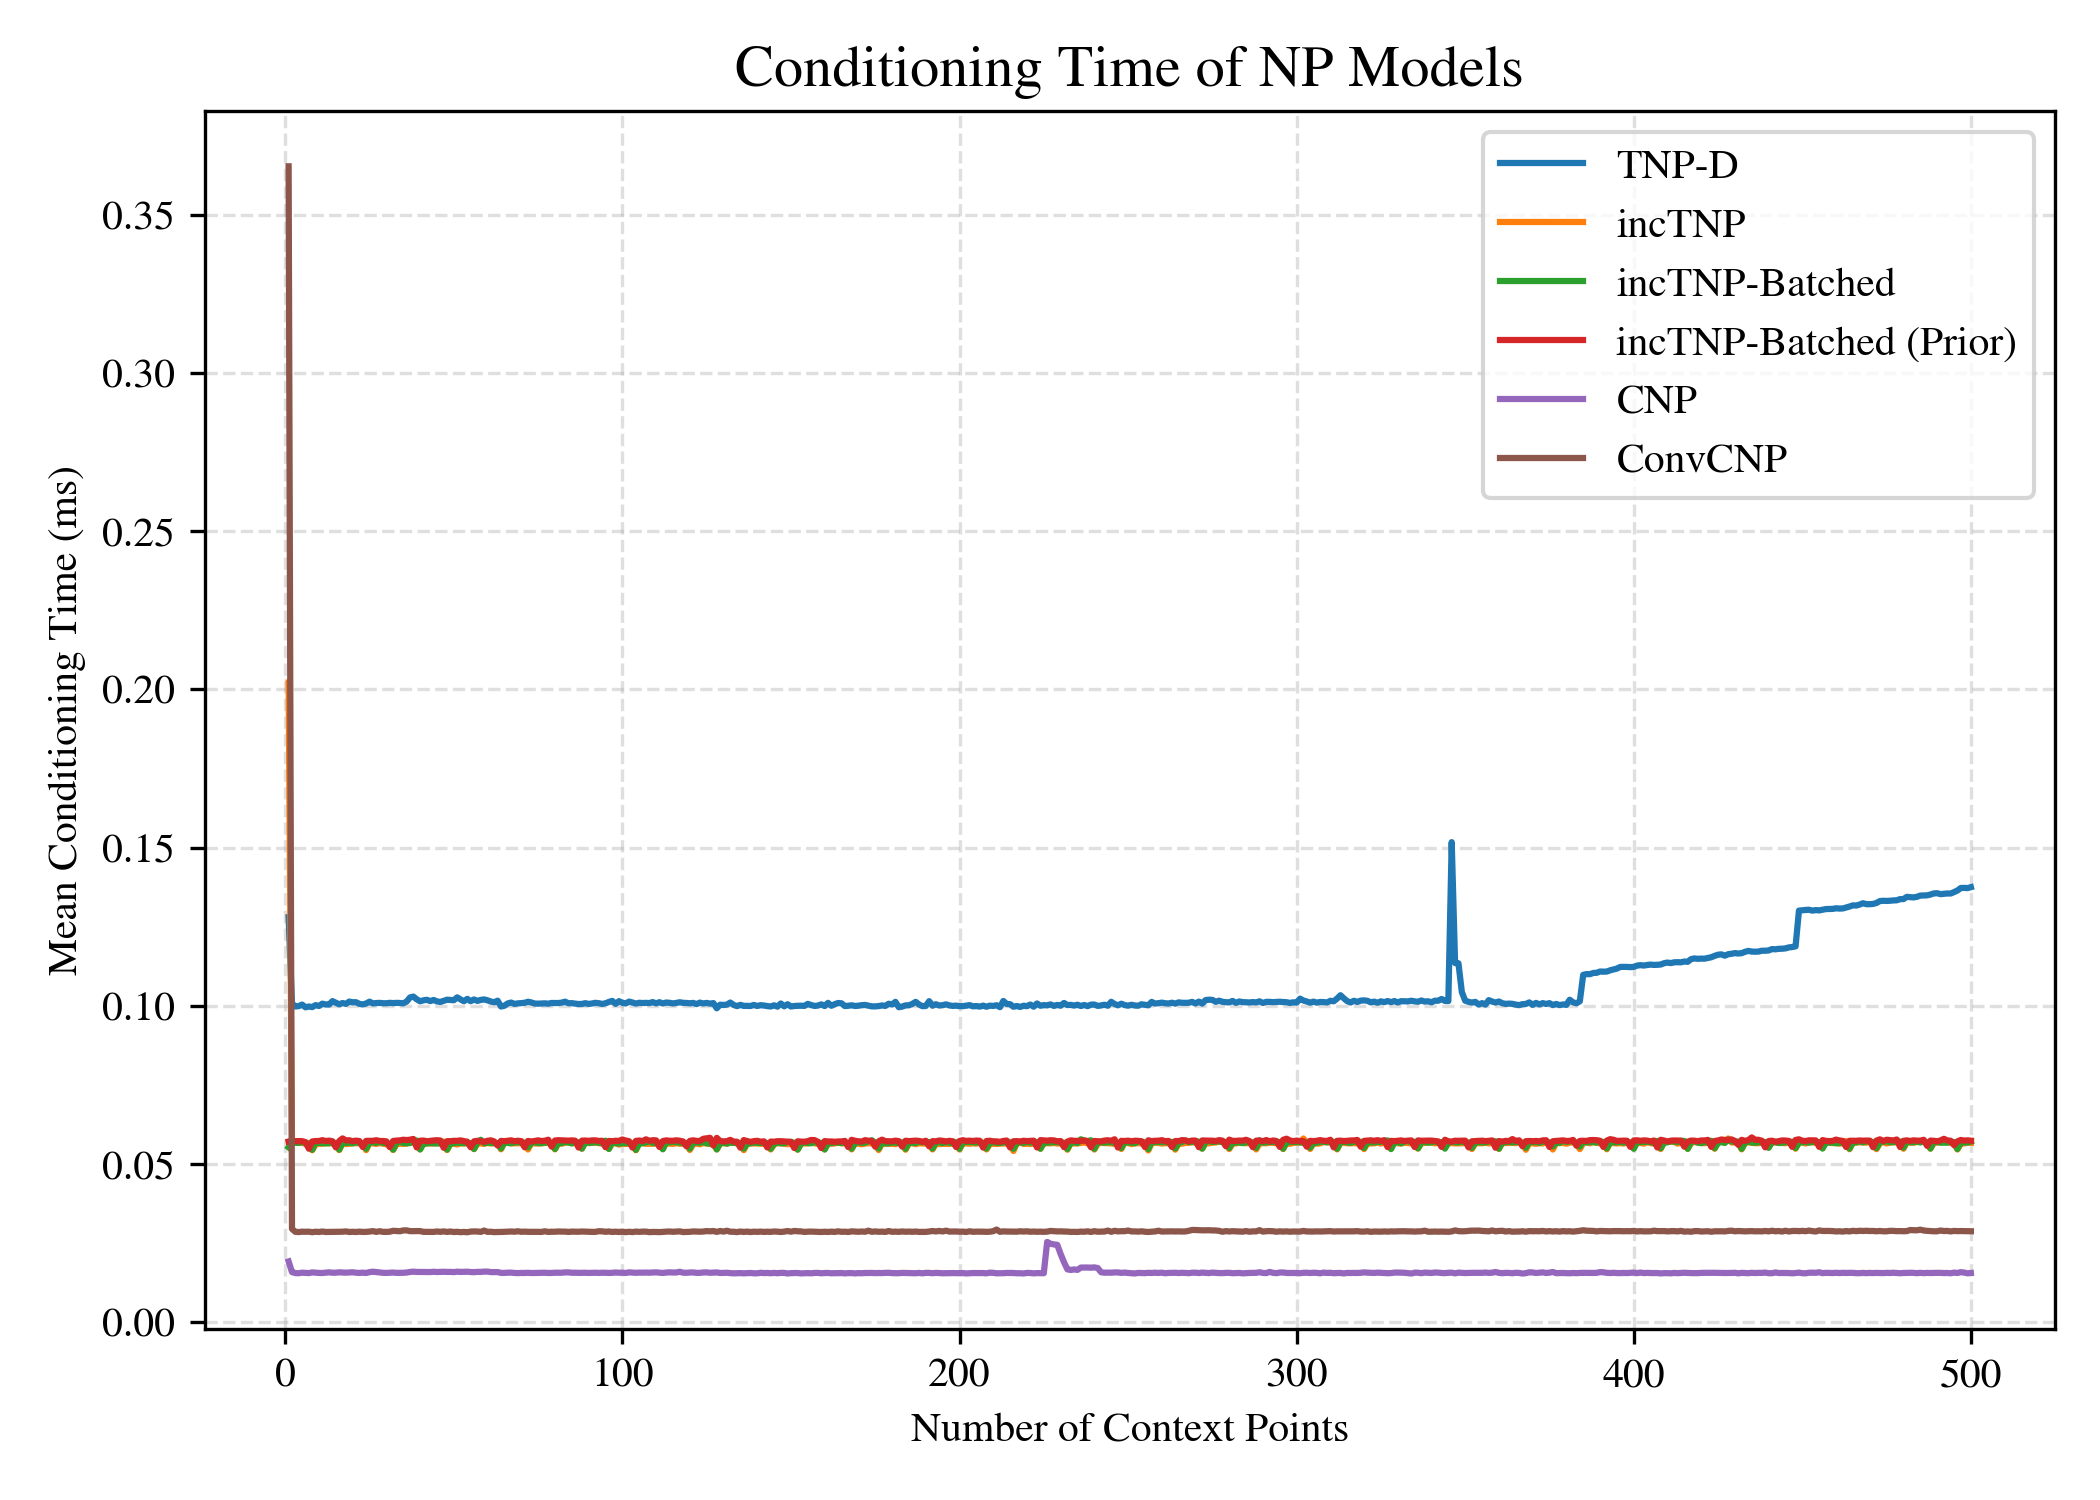 Conditioning Time of NP Models
TNP-D
incTNP
incTNP-Batched
incTNP-Batched (Prior)
CNP
ConvCNP
Mean Conditioning Time (ms)
0.35
0.30
0.25
0.20
0.15
0.10
0.05
0.00
0 100 200 300 400 500
Number of Context Points